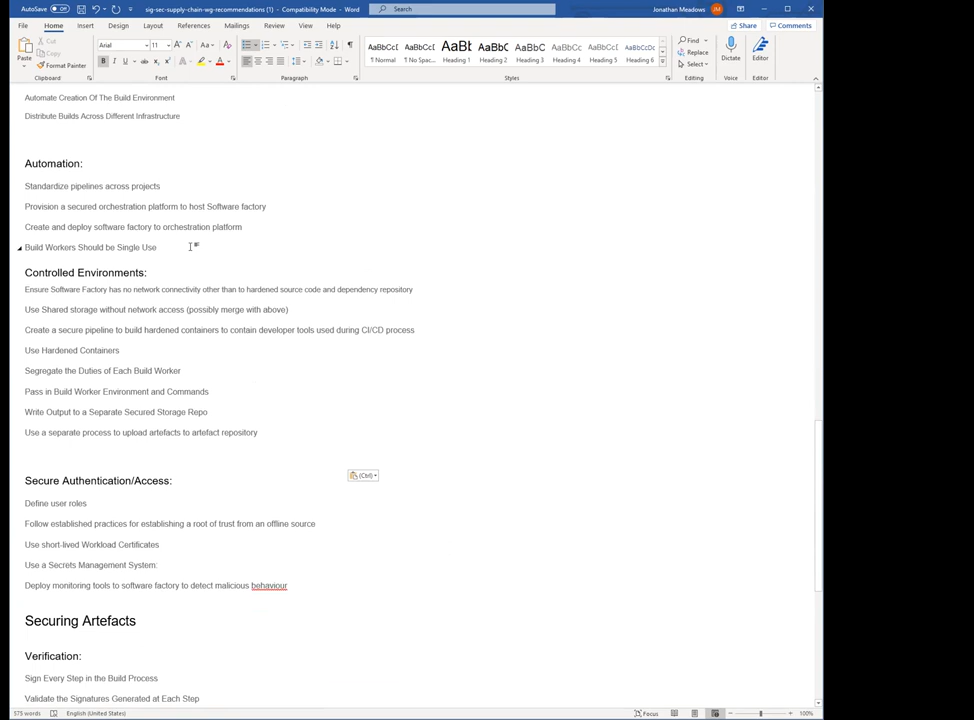 AutoSave Off
sig-sec-supply-chain-wg-recommendations (1) - Compatibility Mode - Word
Search
Jonathan Meadows
JM
File Home Insert Draw Design Layout References Mailings Review View Help
Share Comments
Paste
Cut
Copy
Format Painter
Clipboard
Arial 11
Font
Paragraph
AaBbCcI AaBbCcI AaBb AaBbC AaBbC AaBbCcI AaBbCcI AaBbCcDc
¶ Normal ¶ No Spac... Heading 1 Heading 2 Heading 3 Heading 4 Heading 5 Heading 6
Styles
Find
Replace
Select
Editing
Dictate
Voice
Editor
Editor
Automate Creation Of The Build Environment
Distribute Builds Across Different Infrastructure
Automation:
Standardize pipelines across projects
Provision a secured orchestration platform to host Software factory
Create and deploy software factory to orchestration platform
Build Workers Should be Single Use
Controlled Environments:
Ensure Software Factory has no network connectivity other than to hardened source code and dependency repository
Use Shared storage without network access (possibly merge with above)
Create a secure pipeline to build hardened containers to contain developer tools used during CI/CD process
Use Hardened Containers
Segregate the Duties of Each Build Worker
Pass in Build Worker Environment and Commands
Write Output to a Separate Secured Storage Repo
Use a separate process to upload artefacts to artefact repository
(Ctrl)
Secure Authentication/Access:
Define user roles
Follow established practices for establishing a root of trust from an offline source
Use short-lived Workload Certificates
Use a Secrets Management System:
Deploy monitoring tools to software factory to detect malicious behaviour
Securing Artefacts
Verification:
Sign Every Step in the Build Process
Validate the Signatures Generated at Each Step
575 words English (United States)
Focus
100%